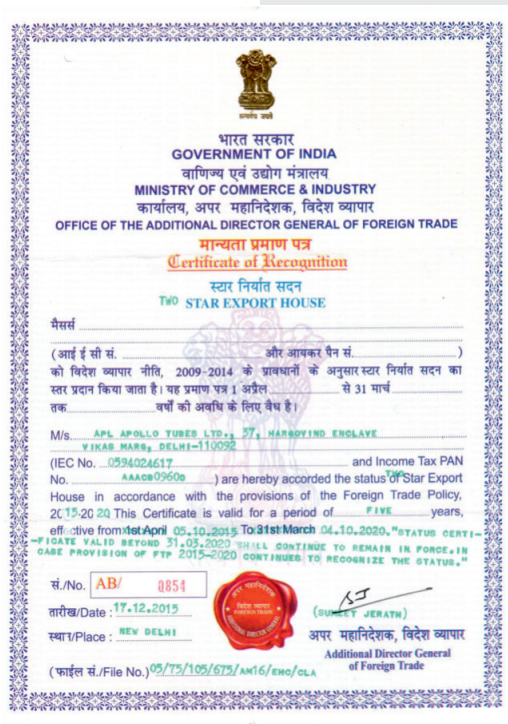 सत्यमेव जयते
भारत सरकार
GOVERNMENT OF INDIA
वाणिज्य एवं उद्योग मंत्रालय
MINISTRY OF COMMERCE & INDUSTRY
कार्यालय, अपर महानिदेशक, विदेश व्यापार
OFFICE OF THE ADDITIONAL DIRECTOR GENERAL OF FOREIGN TRADE
मान्यता प्रमाण पत्र
Certificate of Recognition
स्टार निर्यात सदन
TWO STAR EXPORT HOUSE
मैसर्स
(आई ई सी सं. और आयकर पैन सं. )
को विदेश व्यापार नीति, 2009-2014 के प्रावधानों के अनुसार स्टार निर्यात सदन का
स्तर प्रदान किया जाता है। यह प्रमाण पत्र 1 अप्रैल से 31 मार्च
तक वर्षों की अवधि के लिए वैध है।
M/s. APL APOLLO TUBES LTD., 37, HARGOVIND ENCLAVE
VIKAS MARG, DELHI-110092
(IEC No. 0594024617 and Income Tax PAN
No. AAACB0960D ) are hereby accorded the status of TWO Star Export
House in accordance with the provisions of the Foreign Trade Policy,
2015-2020 This Certificate is valid for a period of FIVE years,
effective from 1st April 05.10.2015 To 31st March 04.10.2020. "STATUS CERTI-
-FICATE VALID BEYOND 31.03.2020 SHALL CONTINUE TO REMAIN IN FORCE.IN
CASE PROVISION OF FTP 2015-2020 CONTINUES TO RECOGNIZE THE STATUS."
सं./No. AB/ 0854
तारीख/Date : 17.12.2015
स्थान/Place : NEW DELHI
(फाईल सं./File No.) 05/75/105/675/AM16/EHC/CLA
विदेश व्यापार
FOREIGN TRADE
ADDITIONAL DIRECTOR GENERAL
(SUMEET JERATH)
अपर महानिदेशक, विदेश व्यापार
Additional Director General
of Foreign Trade